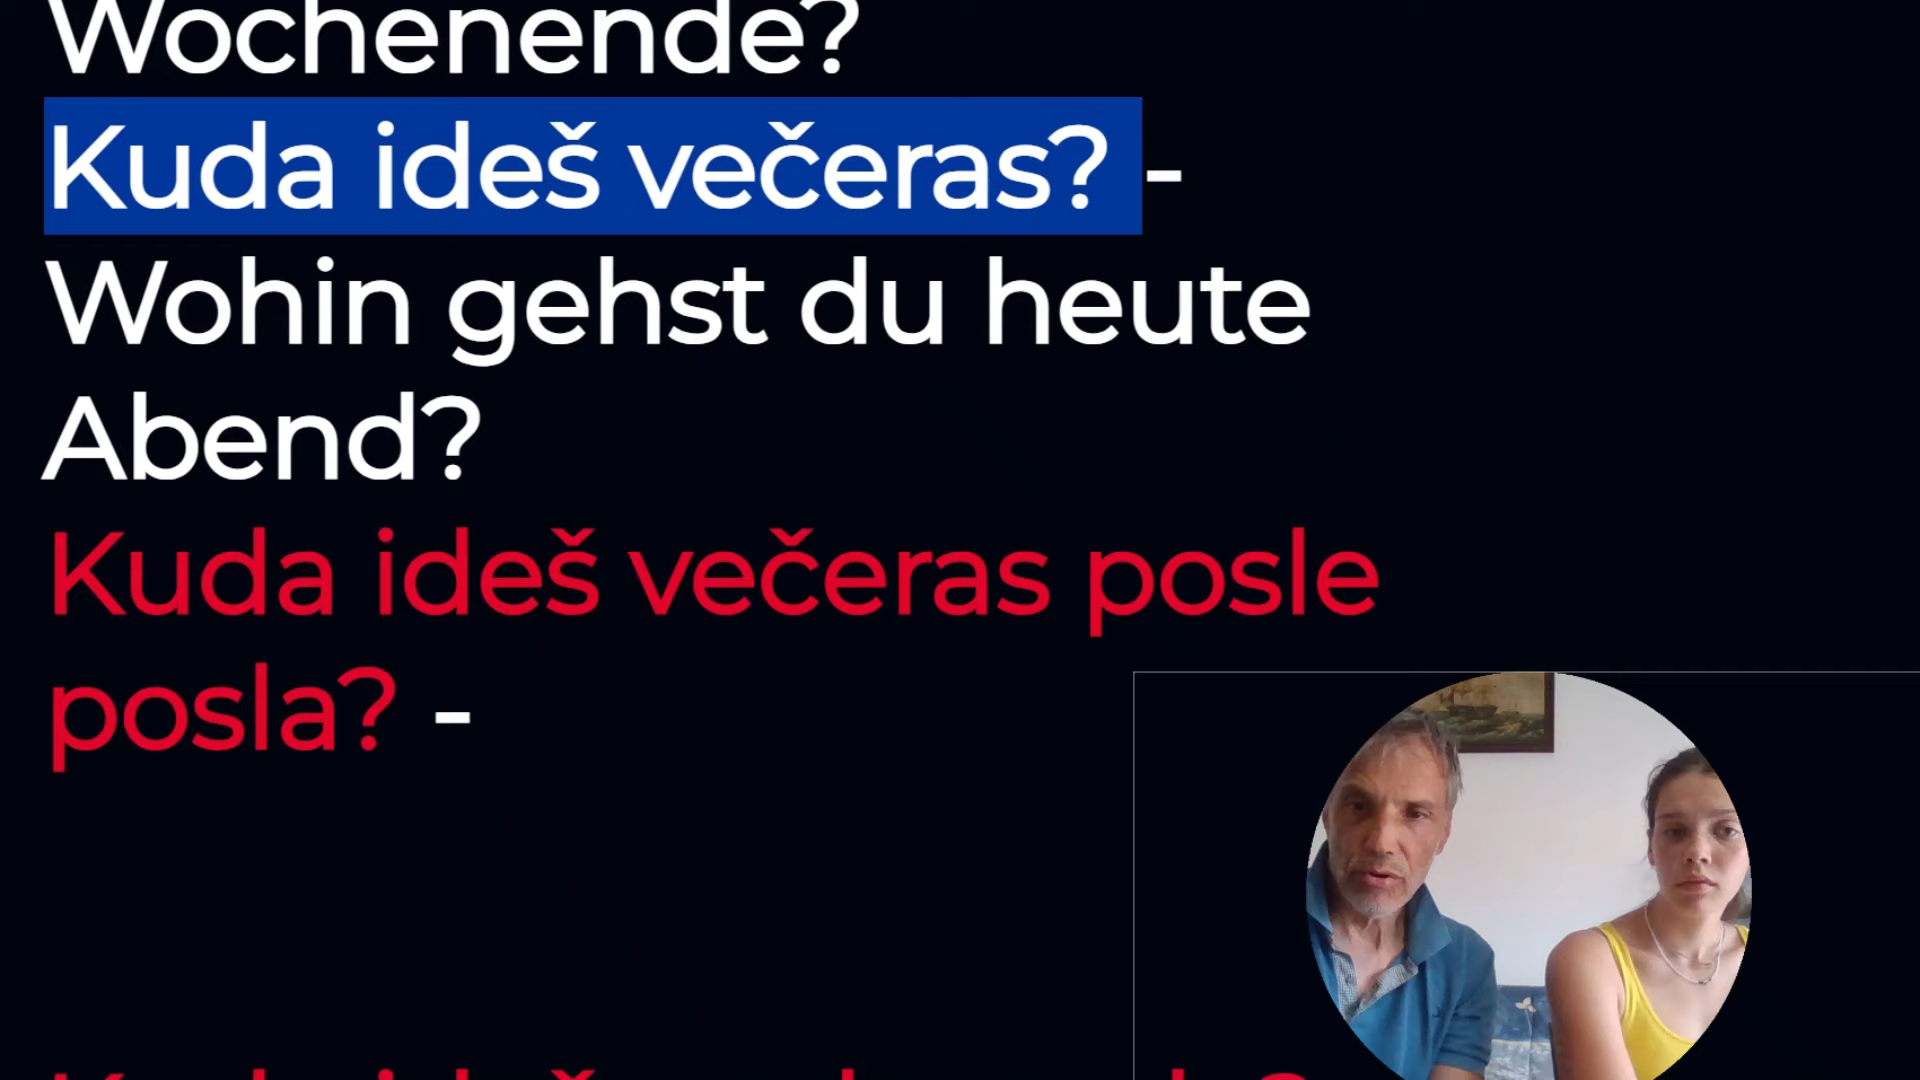 Wochenende?
Kuda ideš večeras? -
Wohin gehst du heute
Abend?
Kuda ideš večeras posle
posla? -